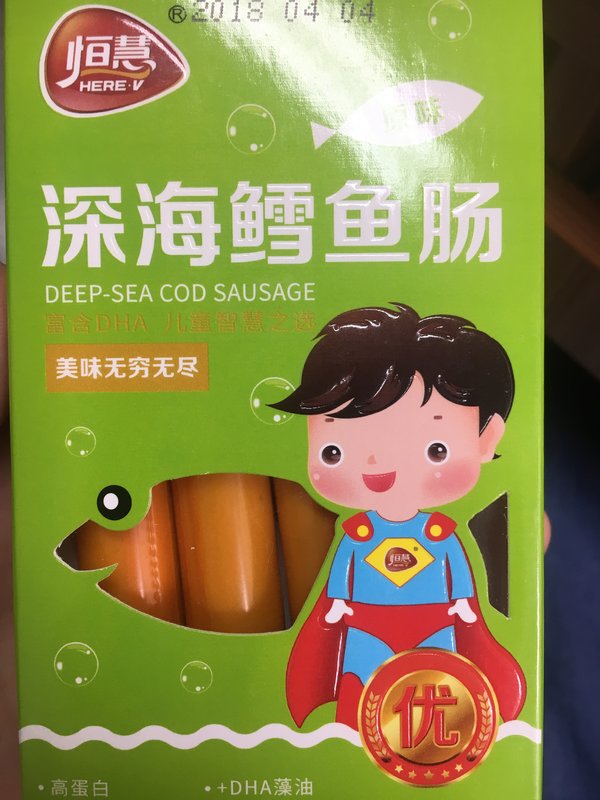 ®2018 04 04
恒慧
HERE·V
原味
深海鳕鱼肠
DEEP-SEA COD SAUSAGE
富含DHA 儿童智慧之选
美味无穷无尽
恒慧
HERE·V
优
·高蛋白
·+DHA藻油